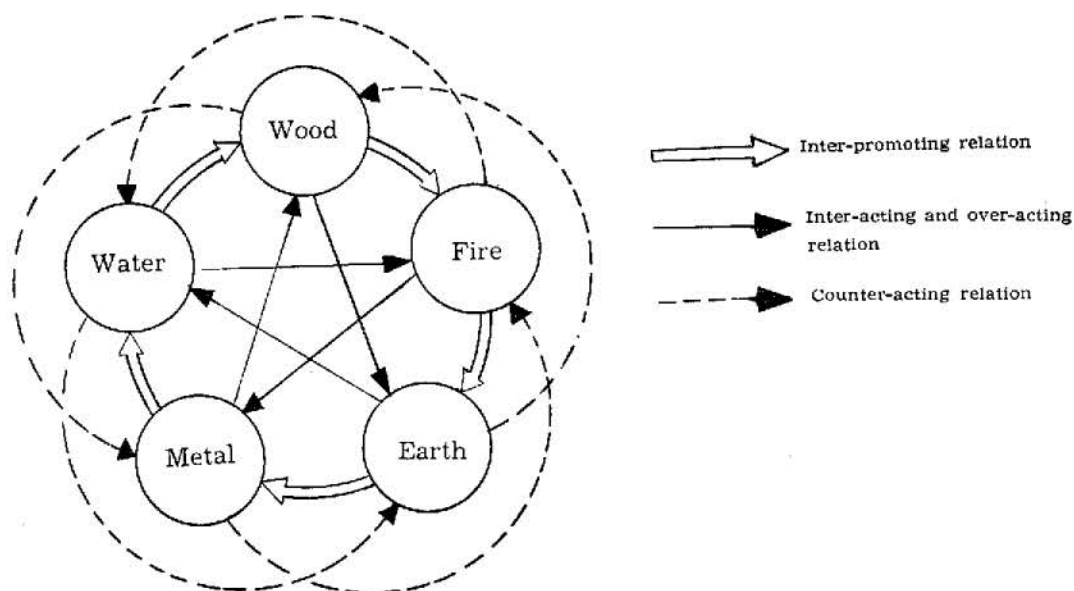 Wood
Fire
Water
Metal
Earth
Inter-promoting relation
Inter-acting and over-acting
relation
Counter-acting relation